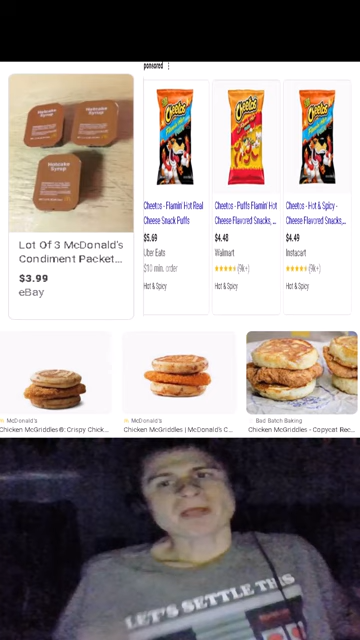 ponsored
Hotcake Syrup
Hotcake Syrup
Hotcake Syrup
Lot Of 3 McDonald's
Condiment Packet...
$3.99
eBay
Cheetos
Cheetos
Cheetos
Cheetos - Flamin' Hot Real
Cheese Snack Puffs
$5.69
Uber Eats
$10 min. order
Hot & Spicy
Cheetos - Puffs Flamin' Hot
Cheese Flavored Snacks, ...
$4.48
Walmart
(9k+)
Hot & Spicy
Cheetos - Hot & Spicy -
Cheese Flavored Snacks,...
$4.49
Instacart
(9k+)
Hot & Spicy
McDonald's
Chicken McGriddles®: Crispy Chick...
McDonald's
Chicken McGriddles | McDonald's C...
Bad Batch Baking
Chicken McGriddles - Copycat Rec...
LET'S SETTLE THIS